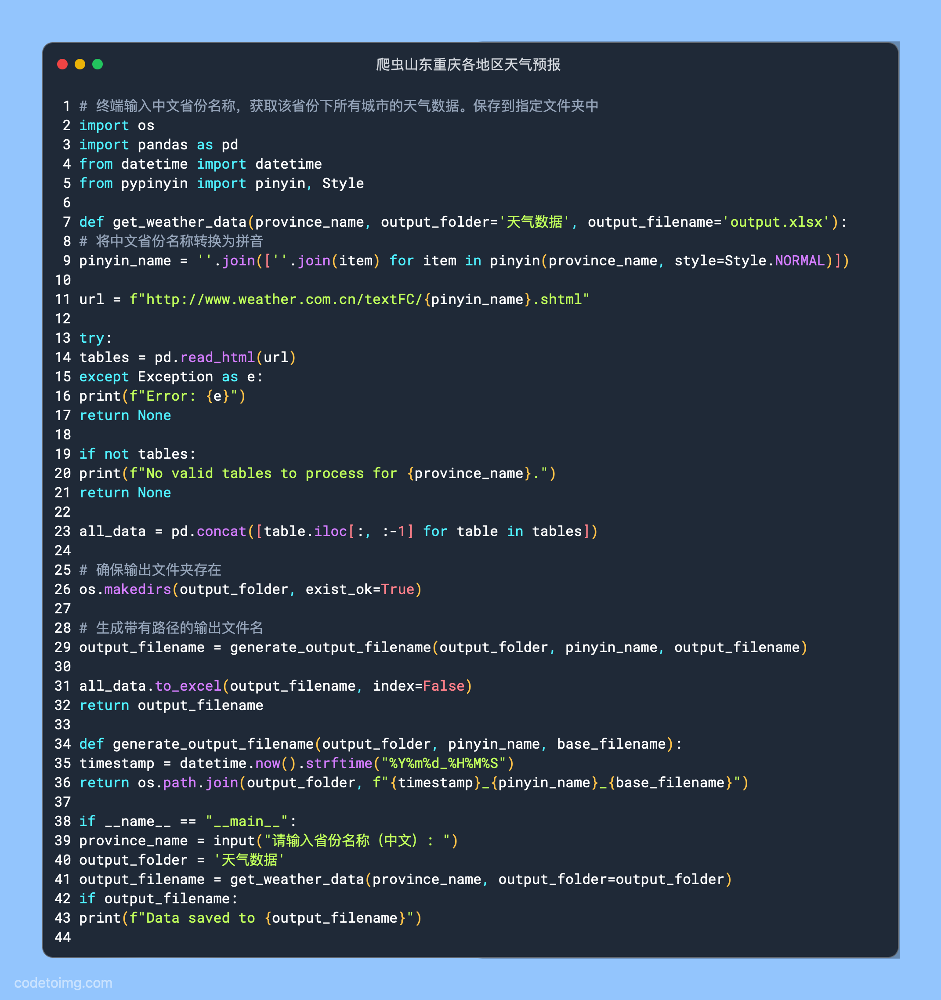 爬虫山东重庆各地区天气预报
1 # 终端输入中文省份名称，获取该省份下所有城市的天气数据。保存到指定文件夹中
2 import os
3 import pandas as pd
4 from datetime import datetime
5 from pypinyin import pinyin, Style
6
7 def get_weather_data(province_name, output_folder='天气数据', output_filename='output.xlsx'):
8 # 将中文省份名称转换为拼音
9 pinyin_name = ''.join([''.join(item) for item in pinyin(province_name, style=Style.NORMAL)])
10
11 url = f"http://www.weather.com.cn/textFC/{pinyin_name}.shtml"
12
13 try:
14 tables = pd.read_html(url)
15 except Exception as e:
16 print(f"Error: {e}")
17 return None
18
19 if not tables:
20 print(f"No valid tables to process for {province_name}.")
21 return None
22
23 all_data = pd.concat([table.iloc[:, :-1] for table in tables])
24
25 # 确保输出文件夹存在
26 os.makedirs(output_folder, exist_ok=True)
27
28 # 生成带有路径的输出文件名
29 output_filename = generate_output_filename(output_folder, pinyin_name, output_filename)
30
31 all_data.to_excel(output_filename, index=False)
32 return output_filename
33
34 def generate_output_filename(output_folder, pinyin_name, base_filename):
35 timestamp = datetime.now().strftime("%Y%m%d_%H%M%S")
36 return os.path.join(output_folder, f"{timestamp}_{pinyin_name}_{base_filename}")
37
38 if __name__ == "__main__":
39 province_name = input("请输入省份名称（中文）: ")
40 output_folder = '天气数据'
41 output_filename = get_weather_data(province_name, output_folder=output_folder)
42 if output_filename:
43 print(f"Data saved to {output_filename}")
44
codetoimg.com